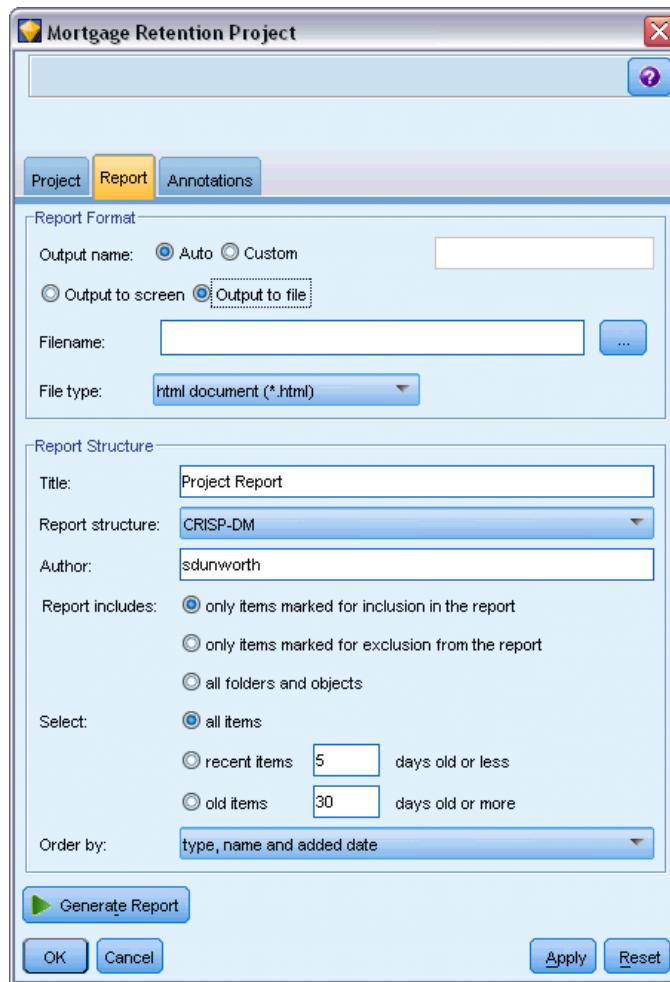 Mortgage Retention Project
Project Report Annotations
Report Format
Output name: Auto Custom
Output to screen Output to file
Filename: ...
File type: html document (*.html)
Report Structure
Title: Project Report
Report structure: CRISP-DM
Author: sdunworth
Report includes: only items marked for inclusion in the report
only items marked for exclusion from the report
all folders and objects
Select: all items
recent items 5 days old or less
old items 30 days old or more
Order by: type, name and added date
Generate Report
OK Cancel Apply Reset